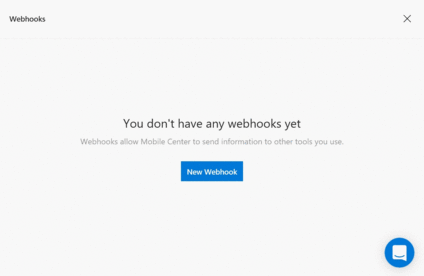 Webhooks
You don't have any webhooks yet
Webhooks allow Mobile Center to send information to other tools you use.
New Webhook